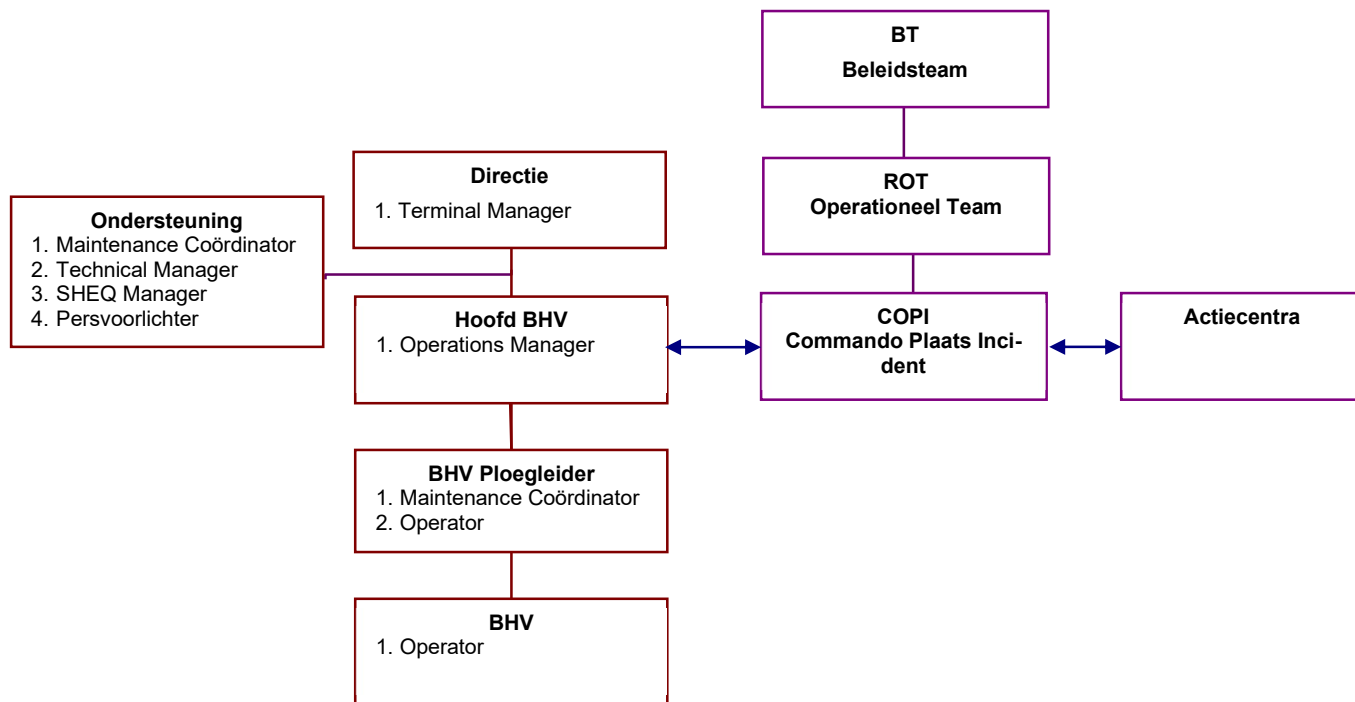 BT
Beleidsteam
Directie
1. Terminal Manager
ROT
Operationeel Team
Ondersteuning
1. Maintenance Coördinator
2. Technical Manager
3. SHEQ Manager
4. Persvoorlichter
Hoofd BHV
1. Operations Manager
COPI
Commando Plaats Inci-
dent
Actiecentra
BHV Ploegleider
1. Maintenance Coördinator
2. Operator
BHV
1. Operator